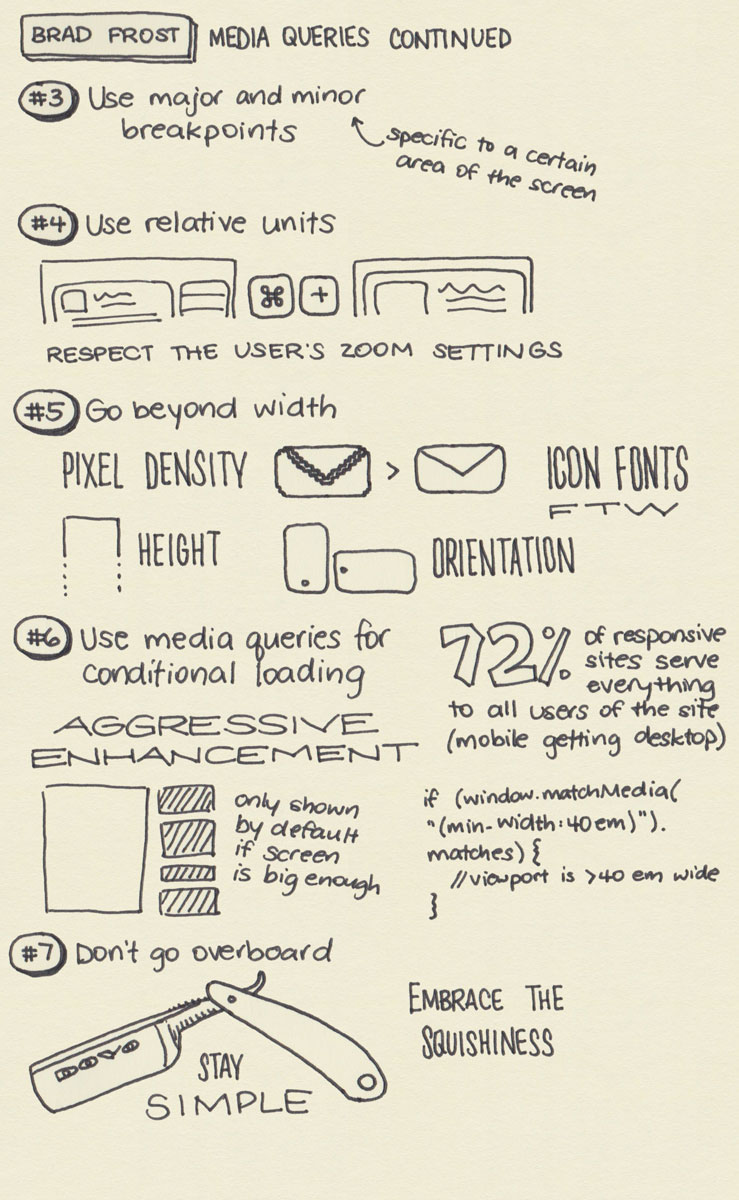 BRAD FROST MEDIA QUERIES CONTINUED
#3 Use major and minor
breakpoints
specific to a certain
area of the screen
#4 Use relative units
⌘ +
RESPECT THE USER'S ZOOM SETTINGS
#5 Go beyond width
PIXEL DENSITY > ICON FONTS
FTW
HEIGHT
ORIENTATION
#6 Use media queries for
conditional loading
72% of responsive
sites serve
everything
to all users of the site
(mobile getting desktop)
AGGRESSIVE
ENHANCEMENT
only shown
by default
if screen
is big enough
if (window.matchMedia(
"(min-width:40em)").
matches) {
//viewport is >40 em wide
}
#7 Don't go overboard
DOVO
STAY
SIMPLE
EMBRACE THE
SQUISHINESS